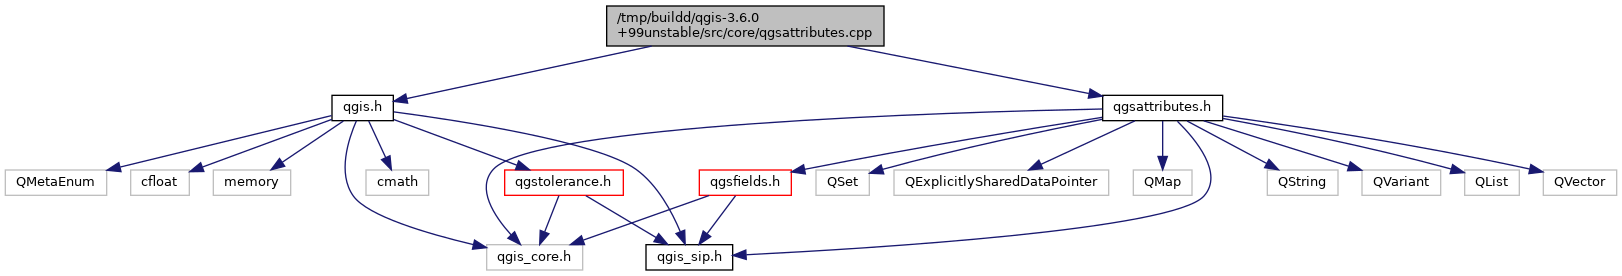 /tmp/buildd/qgis-3.6.0
+99unstable/src/core/qgsattributes.cpp
qgis.h
qgsattributes.h
QMetaEnum
cfloat
memory
cmath
qgstolerance.h
qgsfields.h
QSet
QExplicitlySharedDataPointer
QMap
QString
QVariant
QList
QVector
qgis_core.h
qgis_sip.h